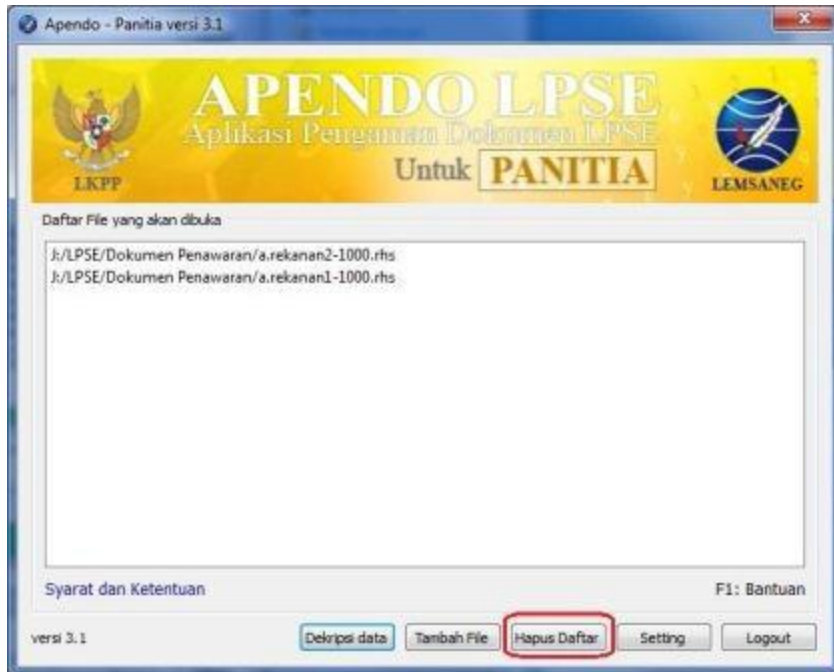 Apendo - Panitia versi 3.1
APENDO LPSE
Aplikasi Pengaman Dokumen LPSE
Untuk PANITIA
LKPP
LEMSANEG
Daftar File yang akan dibuka
J:/LPSE/Dokumen Penawaran/a.rekanan2-1000.rhs
J:/LPSE/Dokumen Penawaran/a.rekanan1-1000.rhs
Syarat dan Ketentuan
F1: Bantuan
versi 3.1
Dekripsi data
Tambah File
Hapus Daftar
Setting
Logout